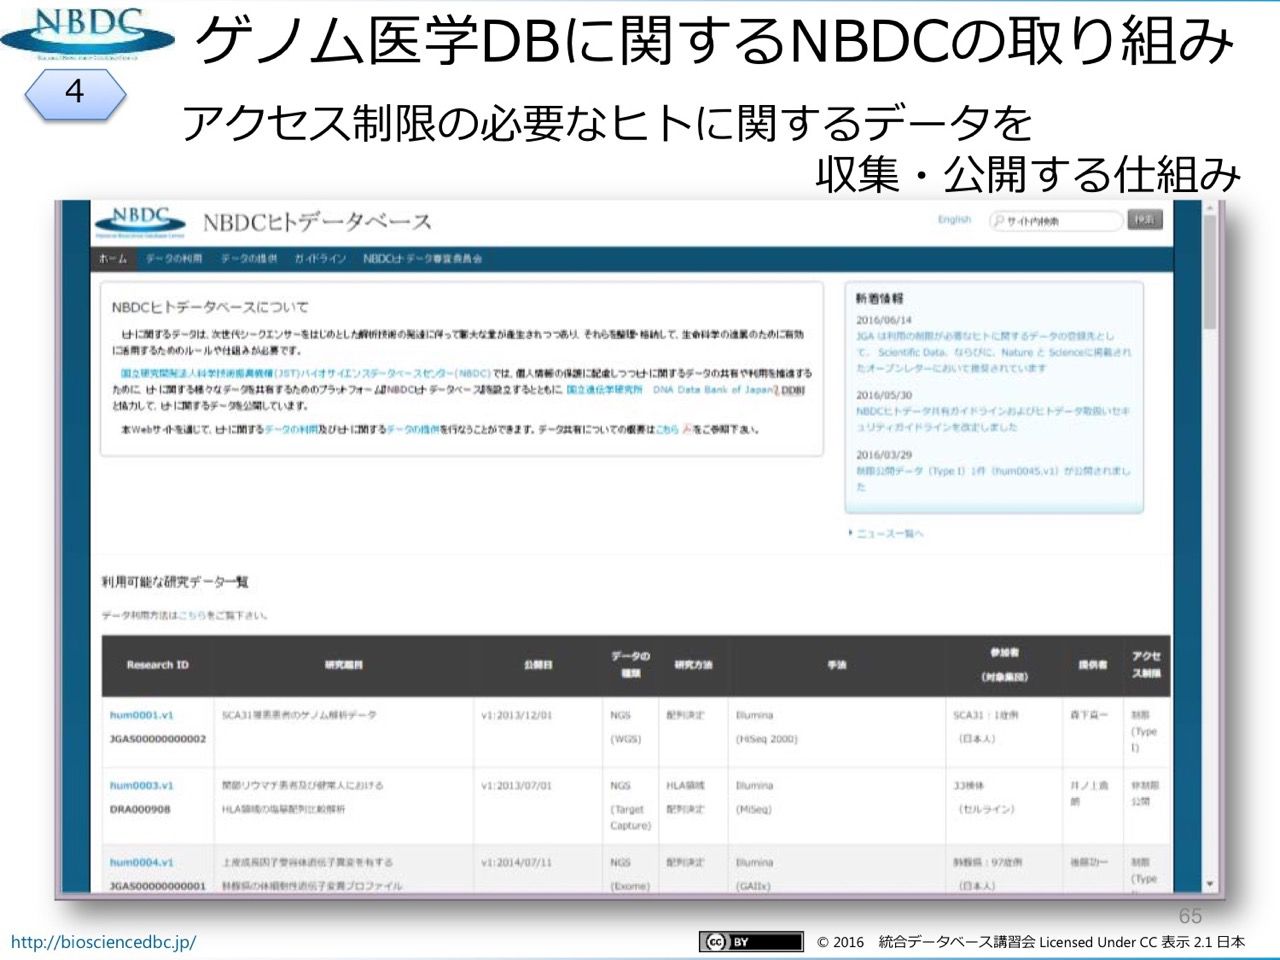 NBDC
ゲノム医学DBに関するNBDCの取り組み
4
アクセス制限の必要なヒトに関するデータを
収集・公開する仕組み
NBDC
NBDCヒトデータベース
English
サイト内検索
検索
ホーム データの利用 データの提供 ガイドライン NBDCヒトデータ審査委員会
NBDCヒトデータベースについて
ヒトに関するデータは、次世代シークエンサーをはじめとした解析技術の発達に伴って膨大な量が産生されつつあり、それらを整理・格納して、生命科学の進展のために有効
に活用するためのルールや仕組みが必要です。
国立研究開発法人科学技術振興機構(JST)バイオサイエンスデータベースセンター(NBDC)では、個人情報の保護に配慮しつつヒトに関するデータの共有や利用を推進する
ために、ヒトに関する様々なデータを共有するためのプラットフォーム『NBDCヒトデータベース』を設立するとともに、国立遺伝学研究所 DNA Data Bank of Japan(DDBJ)
と協力して、ヒトに関するデータを公開しています。
本Webサイトを通じて、ヒトに関するデータの利用及びヒトに関するデータの提供を行なうことができます。データ共有についての概要はこちらをご参照下さい。
新着情報
2016/06/14
JGA は利用の制限が必要なヒトに関するデータの登録先とし
て、 Scientific Data、ならびに、Nature と Scienceに掲載され
たオープンレターにおいて推奨されています
2016/05/30
NBDCヒトデータ共有ガイドラインおよびヒトデータ取扱いセキ
ュリティガイドラインを改定しました
2016/03/29
制限公開データ（Type I）1件（hum0045.v1）が公開されまし
た
ニュース一覧へ
利用可能な研究データ一覧
データ利用方法はこちらをご覧下さい。
Research ID 研究題目 公開日 データの種類 研究方法 手法 参加者(対象集団) 提供者 アクセス制限
hum0001.v1 SCA31罹患患者のゲノム解析データ v1:2013/12/01 NGS 配列決定 Illumina SCA31：1症例 森下真一 制限
JGAS00000000002 (WGS) (HiSeq 2000) (日本人) (Type
I)
hum0003.v1 関節リウマチ患者及び健常人における v1:2013/07/01 NGS HLA領域 Illumina 33検体 井ノ上逸 非制限
DRA000908 HLA領域の塩基配列比較解析 (Target 配列決定 (MiSeq) (セルライン) 朗 公開
Capture)
hum0004.v1 上皮成長因子受容体遺伝子異変を有する v1:2014/07/11 NGS 配列決定 Illumina 肺腺癌：97症例 後藤功一 制限
JGAS00000000001 肺腺癌の体細胞性遺伝子変異プロファイル (Exome) (GAIIx) (日本人) (Type
65
http://biosciencedbc.jp/
cc BY
© 2016 統合データベース講習会 Licensed Under CC 表示 2.1 日本